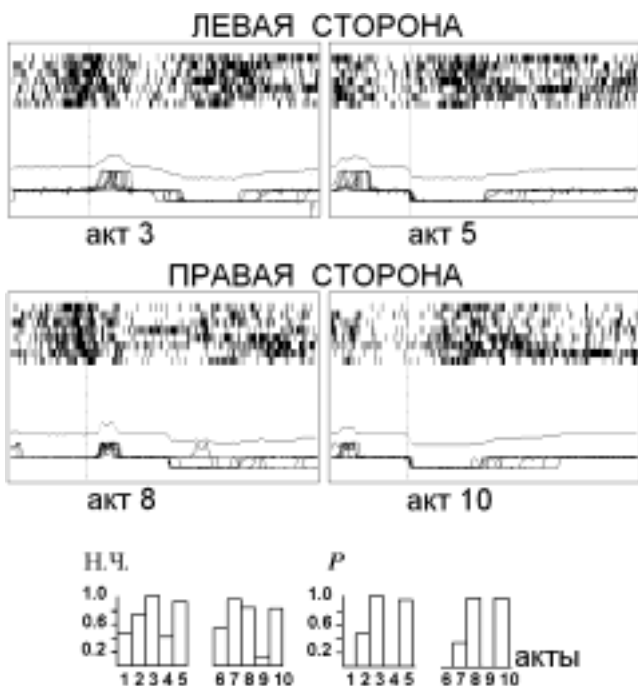 ЛЕВАЯ СТОРОНА
акт 3 акт 5
ПРАВАЯ СТОРОНА
акт 8 акт 10
Н.Ч. P
1.0 1.0
0.6 0.6
0.2 0.2
акты
1 2 3 4 5 6 7 8 9 10 1 2 3 4 5 6 7 8 9 10